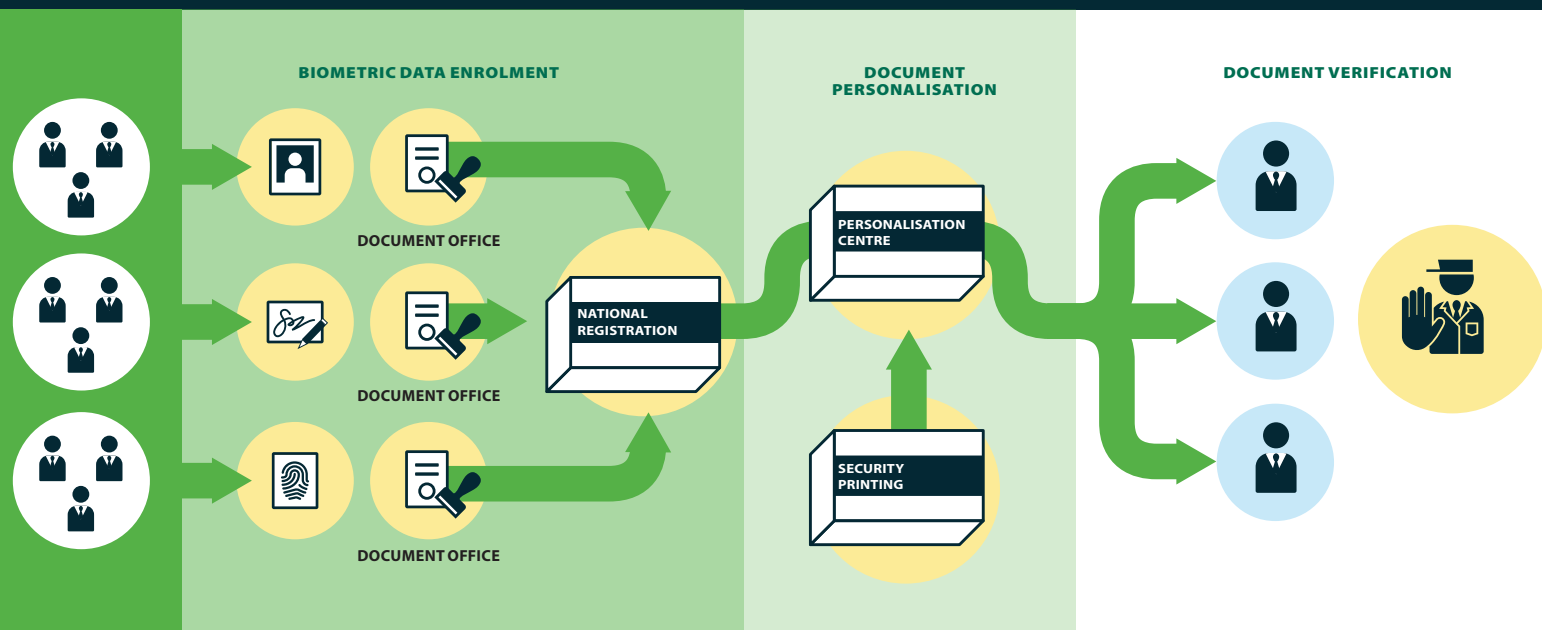 BIOMETRIC DATA ENROLMENT
DOCUMENT
PERSONALISATION
DOCUMENT VERIFICATION
DOCUMENT OFFICE
DOCUMENT OFFICE
DOCUMENT OFFICE
NATIONAL
REGISTRATION
PERSONALISATION
CENTRE
SECURITY
PRINTING